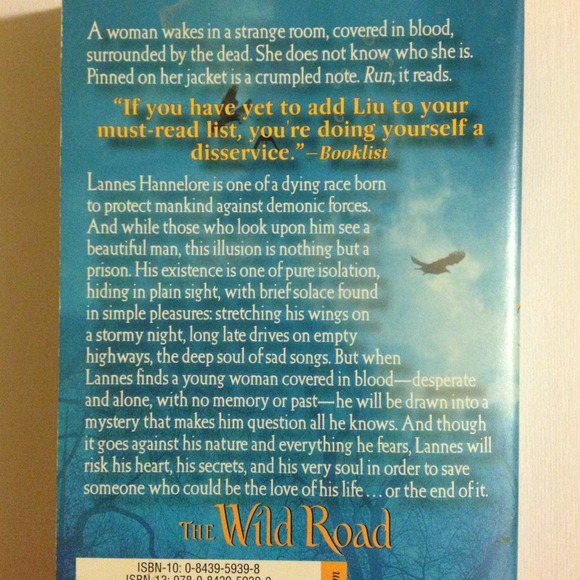 A woman wakes in a strange room, covered in blood,
surrounded by the dead. She does not know who she is.
Pinned on her jacket is a crumpled note. Run, it reads.
“If you have yet to add Liu to your
must-read list, you're doing yourself a
disservice.” —Booklist
Lannes Hannelore is one of a dying race born
to protect mankind against demonic forces.
And while those who look upon him see a
beautiful man, this illusion is nothing but a
prison. His existence is one of pure isolation,
hiding in plain sight, with brief solace found
in simple pleasures: stretching his wings on
a stormy night, long late drives on empty
highways, the deep soul of sad songs. But when
Lannes finds a young woman covered in blood—desperate
and alone, with no memory or past—he will be drawn into a
mystery that makes him question all he knows. And though
it goes against his nature and everything he fears, Lannes will
risk his heart, his secrets, and his very soul in order to save
someone who could be the love of his life . . . or the end of it.
THE Wild Road
ISBN-10: 0-8439-5939-8
ISBN-13: 978-0-8439-5939-0